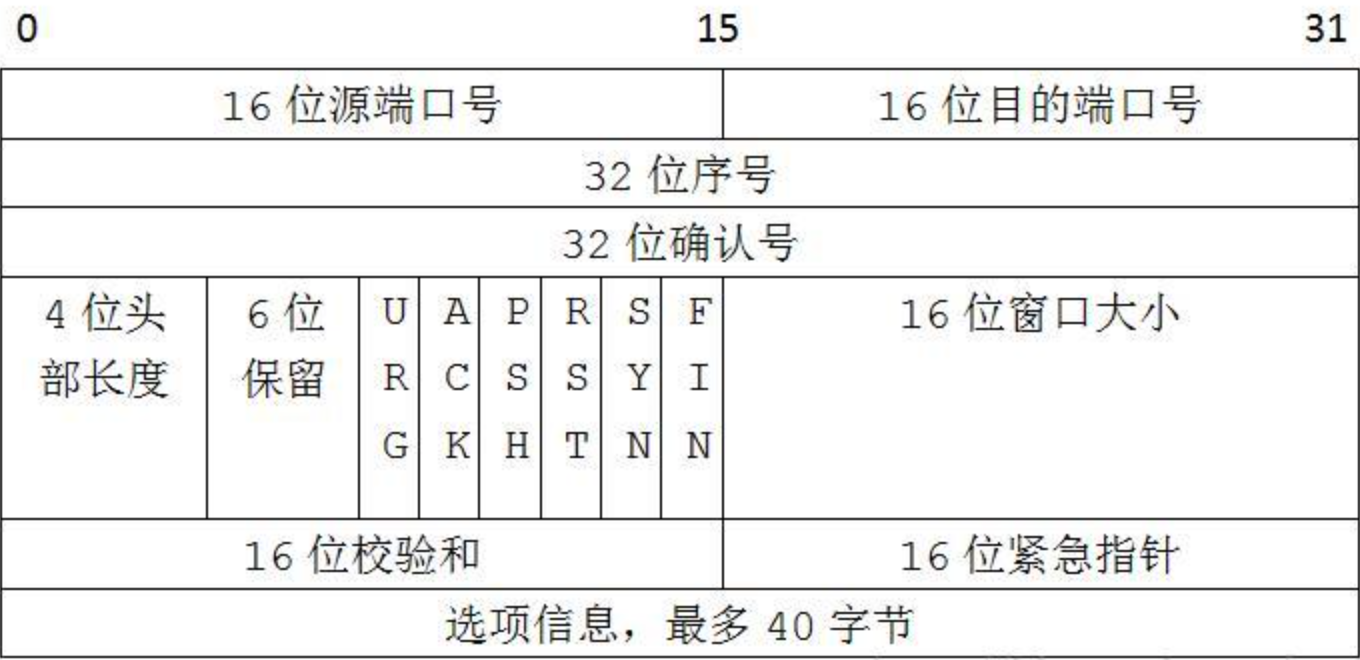 0 15 31
16 位源端口号 16 位目的端口号
32 位序号
32 位确认号
4 位头部长度 6 位保留 URG ACK PSH RST SYN FIN 16 位窗口大小
16 位校验和 16 位紧急指针
选项信息，最多 40 字节